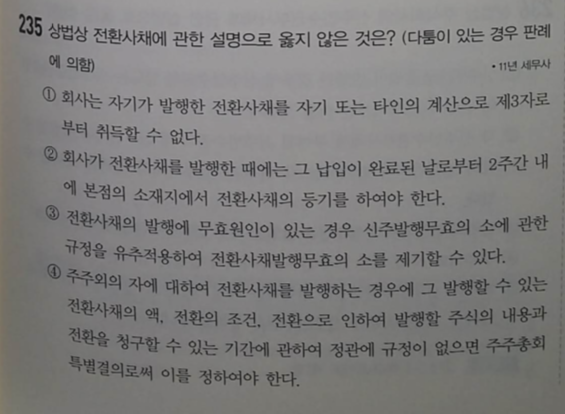 235 상법상 전환사채에 관한 설명으로 옳지 않은 것은? (다툼이 있는 경우 판례
에 의함)
• 11년 세무사
① 회사는 자기가 발행한 전환사채를 자기 또는 타인의 계산으로 제3자로
부터 취득할 수 없다.
② 회사가 전환사채를 발행한 때에는 그 납입이 완료된 날로부터 2주간 내
에 본점의 소재지에서 전환사채의 등기를 하여야 한다.
③ 전환사채의 발행에 무효원인이 있는 경우 신주발행무효의 소에 관한
규정을 유추적용하여 전환사채발행무효의 소를 제기할 수 있다.
④ 주주외의 자에 대하여 전환사채를 발행하는 경우에 그 발행할 수 있는
전환사채의 액, 전환의 조건, 전환으로 인하여 발행할 주식의 내용과
전환을 청구할 수 있는 기간에 관하여 정관에 규정이 없으면 주주총회
특별결의로써 이를 정하여야 한다.